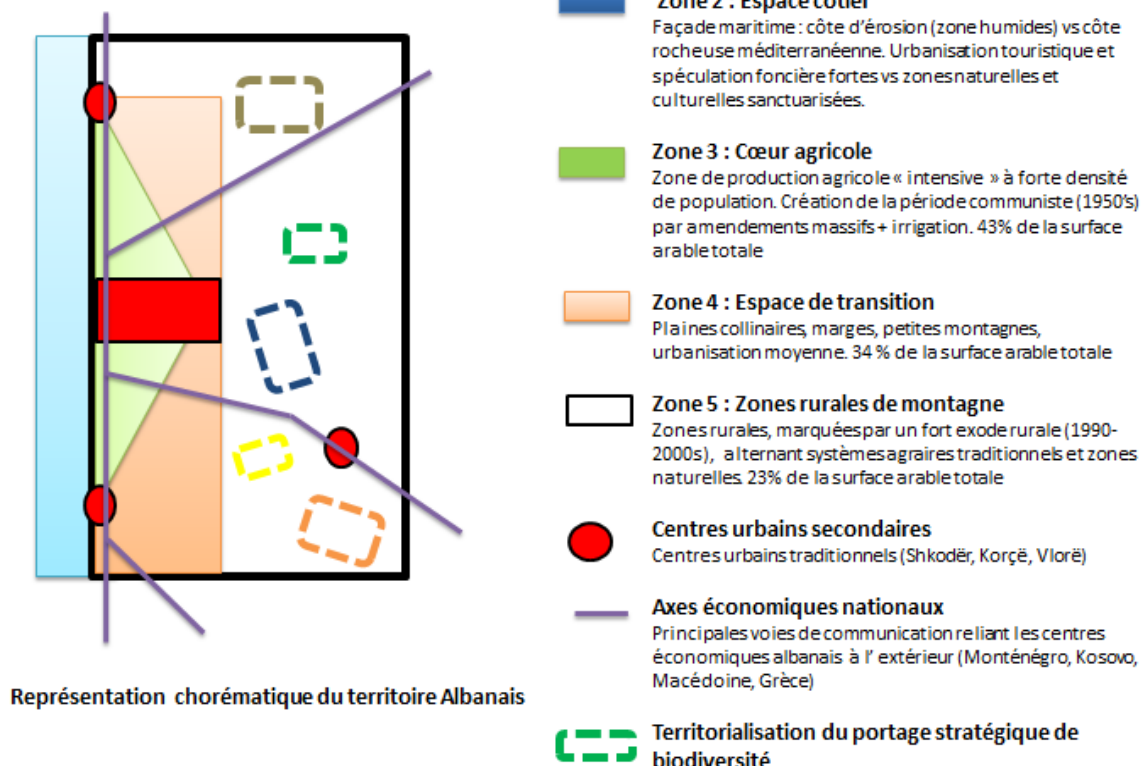 Zone 2 : Espace côtier
Façade maritime : côte d'érosion (zone humides) vs côte
rocheuse méditerranéenne. Urbanisation touristique et
spéculation foncière fortes vs zones naturelles et
culturelles sanctuarisées.
Zone 3 : Cœur agricole
Zone de production agricole « intensive » à forte densité
de population. Création de la période communiste (1950's)
par amendements massifs + irrigation. 43% de la surface
arable totale
Zone 4 : Espace de transition
Plaines collinaires, marges, petites montagnes,
urbanisation moyenne. 34 % de la surface arable totale
Zone 5 : Zones rurales de montagne
Zones rurales, marquées par un fort exode rurale (1990-
2000s), alternant systèmes agraires traditionnels et zones
naturelles. 23% de la surface arable totale
Centres urbains secondaires
Centres urbains traditionnels (Shkodër, Korçë, Vlorë)
Axes économiques nationaux
Principales voies de communication reliant les centres
économiques albanais à l' extérieur (Monténégro, Kosovo,
Macédoine, Grèce)
Représentation chorématique du territoire Albanais
Territorialisation du portage stratégique de
biodiversité